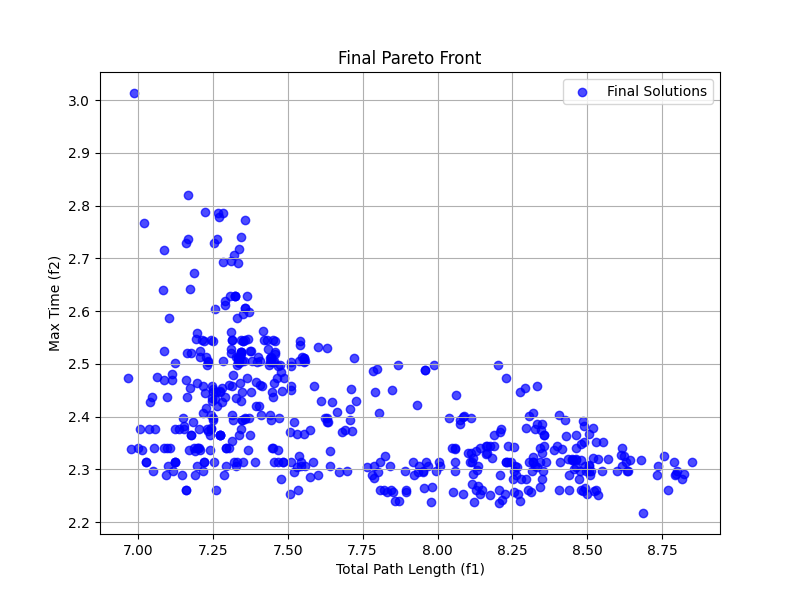 Final Pareto Front
Final Solutions
Max Time (f2)
3.0
2.9
2.8
2.7
2.6
2.5
2.4
2.3
2.2
7.00 7.25 7.50 7.75 8.00 8.25 8.50 8.75
Total Path Length (f1)